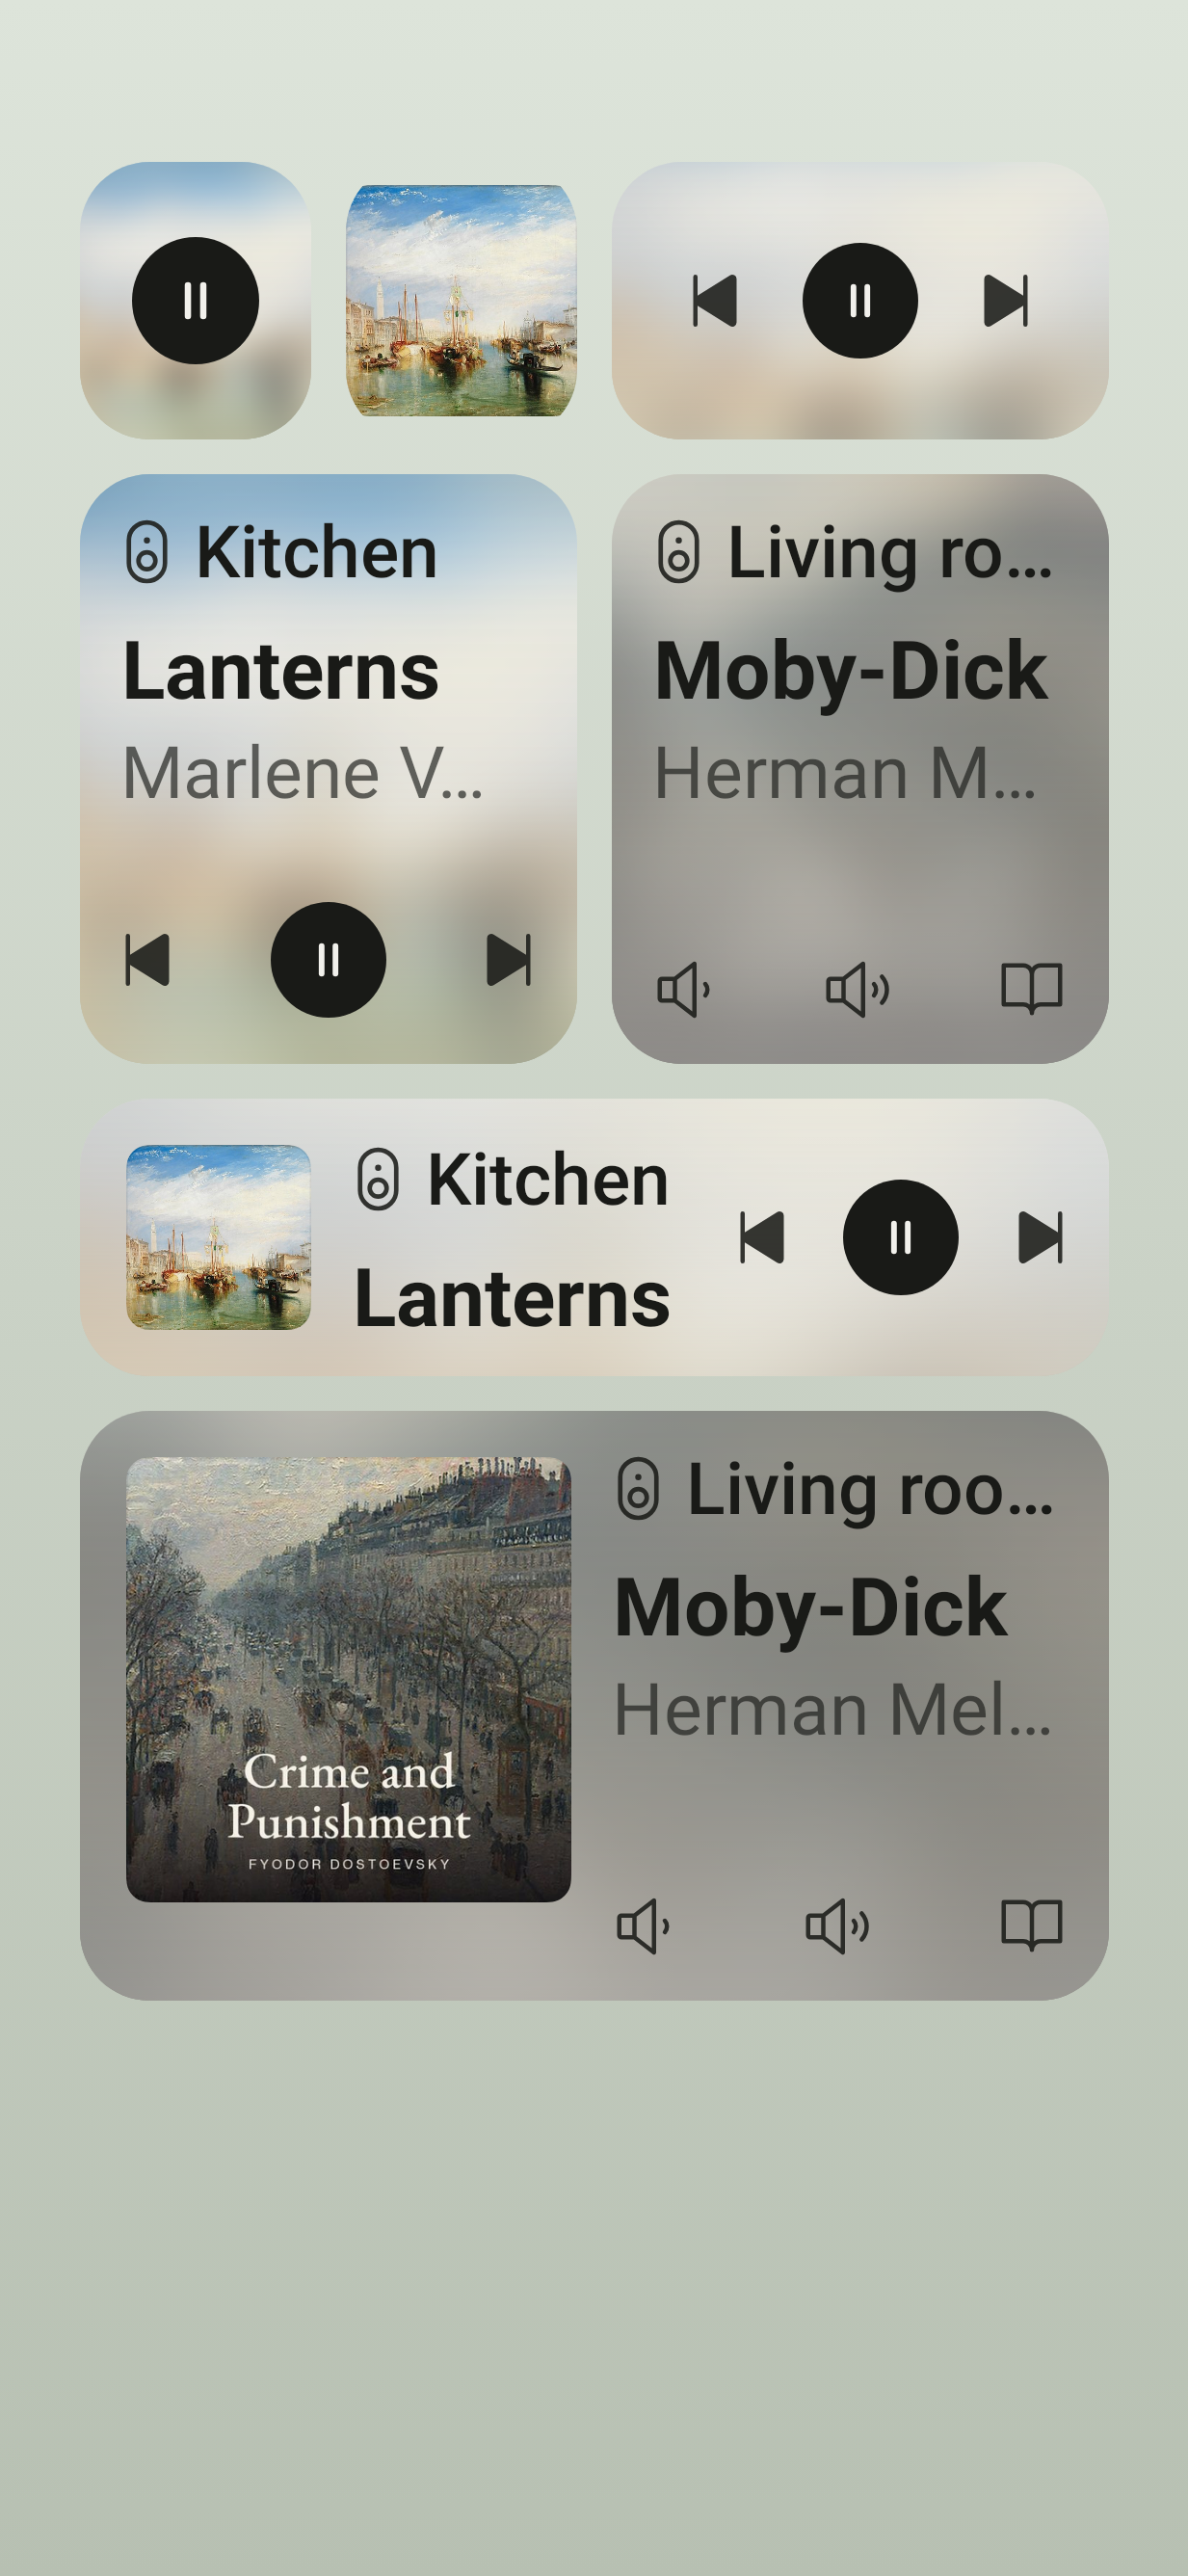 Kitchen
Lanterns
Marlene V...
Living ro...
Moby-Dick
Herman M...
Kitchen
Lanterns
Living roo...
Moby-Dick
Herman Mel...
Crime and
Punishment
FYODOR DOSTOEVSKY